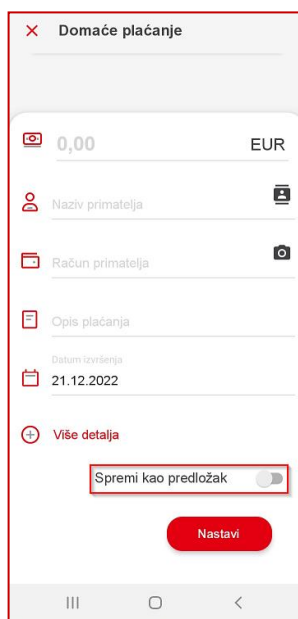 Domaće plaćanje
0,00 EUR
Naziv primatelja
Račun primatelja
Opis plaćanja
Datum izvršenja
21.12.2022
Više detalja
Spremi kao predložak
Nastavi